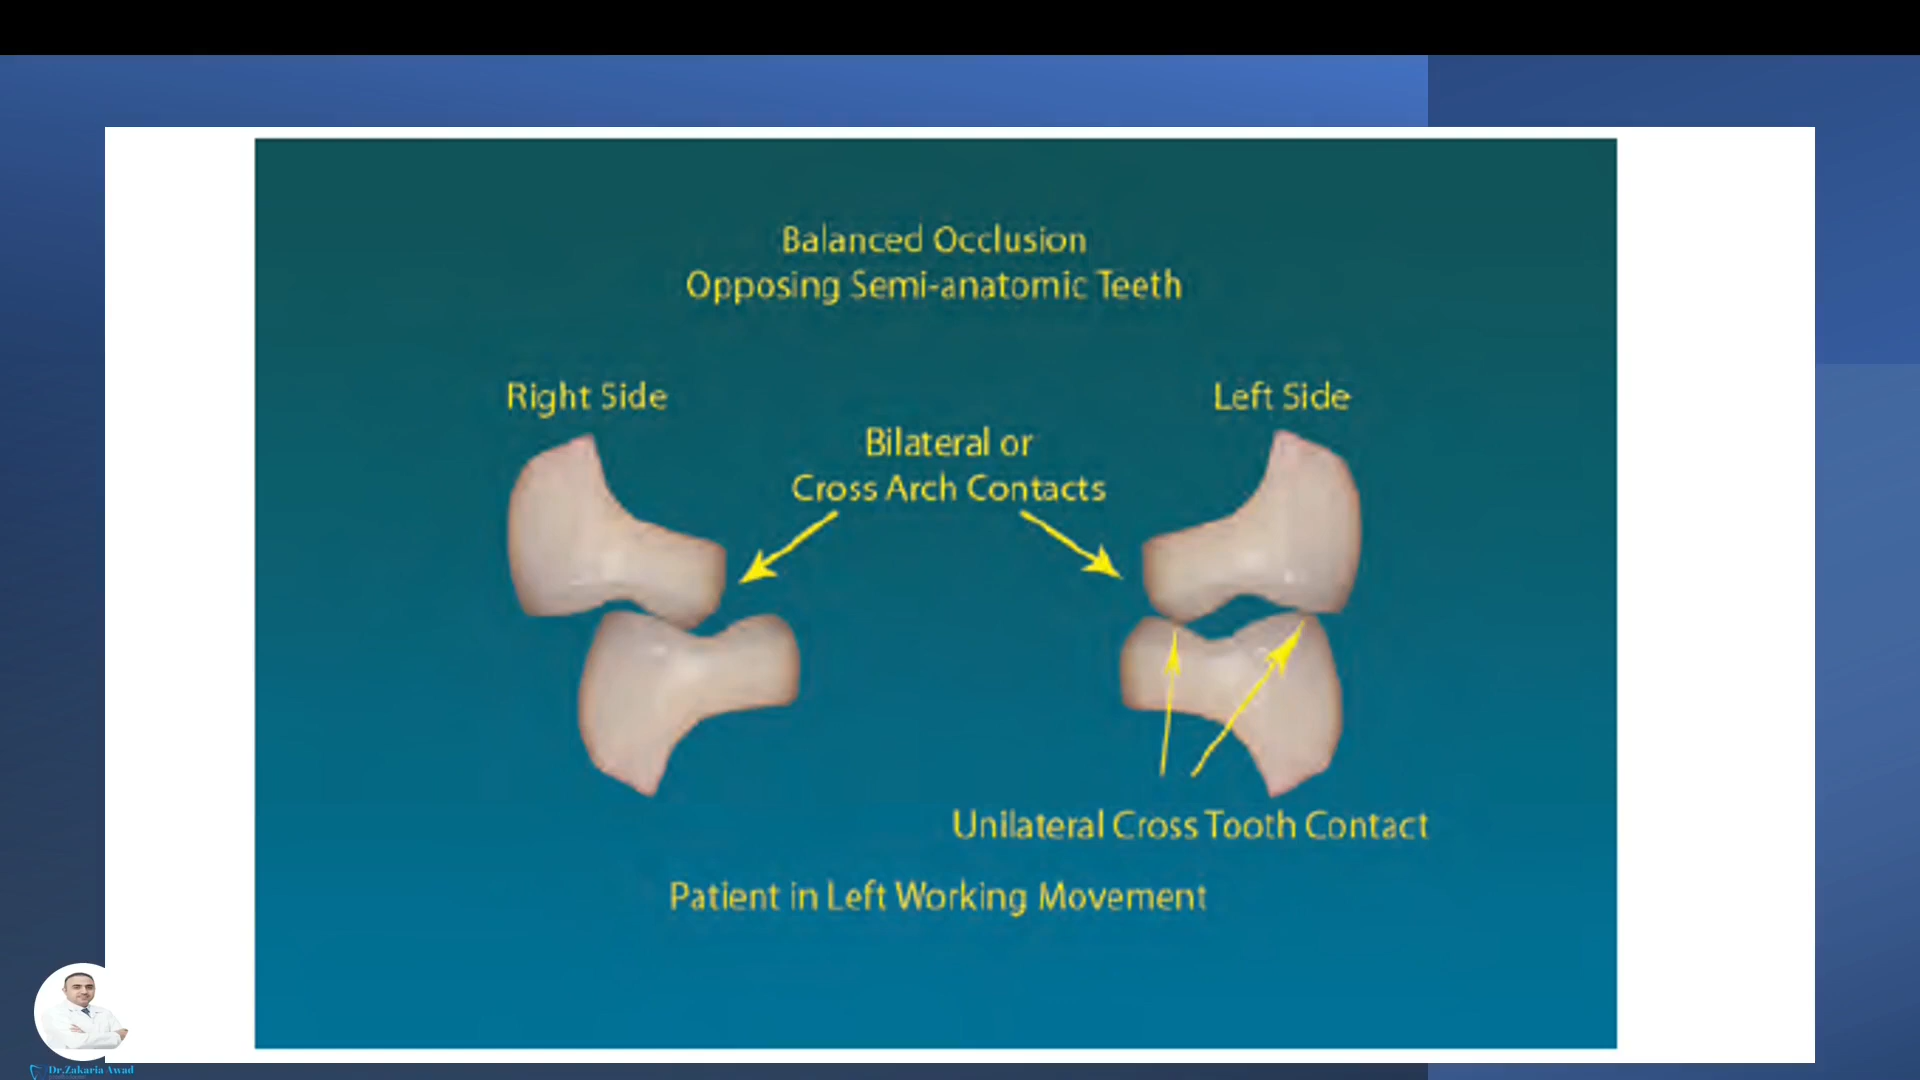 Balanced Occlusion
Opposing Semi-anatomic Teeth
Right Side
Left Side
Bilateral or
Cross Arch Contacts
Unilateral Cross Tooth Contact
Patient in Left Working Movement
Dr.Zakaria Awad